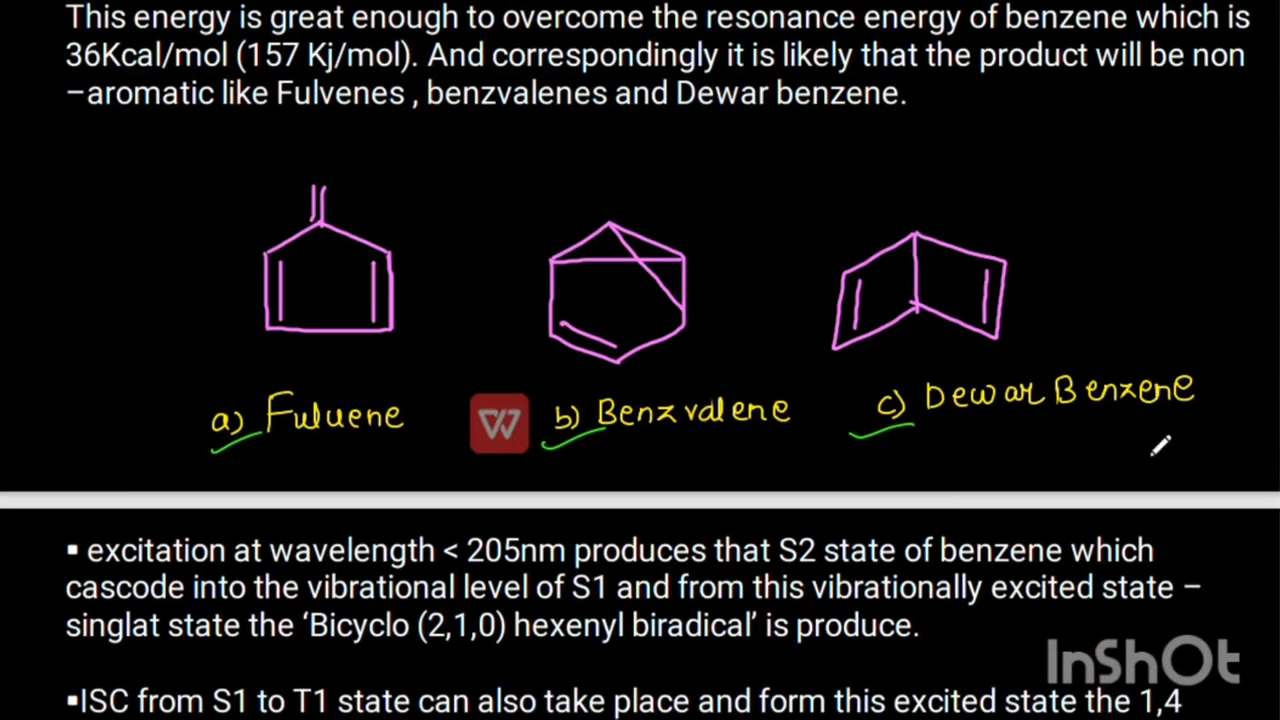 This energy is great enough to overcome the resonance energy of benzene which is
36Kcal/mol (157 Kj/mol). And correspondingly it is likely that the product will be non
–aromatic like Fulvenes , benzvalenes and Dewar benzene.
a) Fuluene
b) Benzvalene
c) Dewar Benzene
▪ excitation at wavelength < 205nm produces that S2 state of benzene which
cascode into the vibrational level of S1 and from this vibrationally excited state –
singlat state the ‘Bicyclo (2,1,0) hexenyl biradical’ is produce.
InShOt
▪ISC from S1 to T1 state can also take place and form this excited state the 1,4